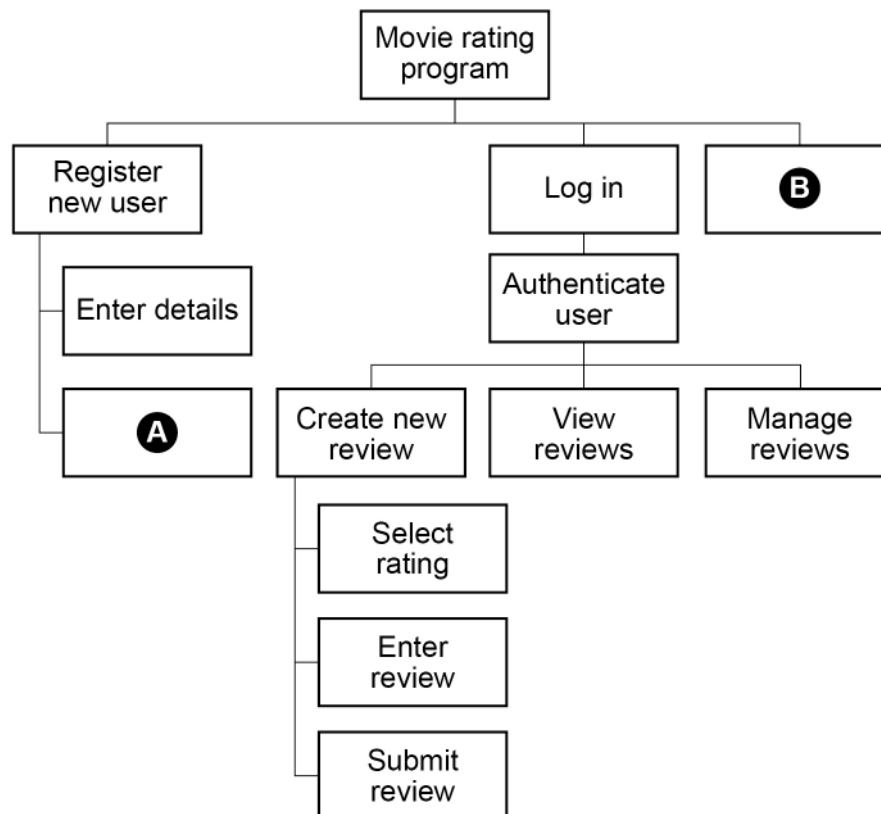 Movie rating
program
Register
new user
Log in
B
Enter details
Authenticate
user
A
Create new
review
View
reviews
Manage
reviews
Select
rating
Enter
review
Submit
review